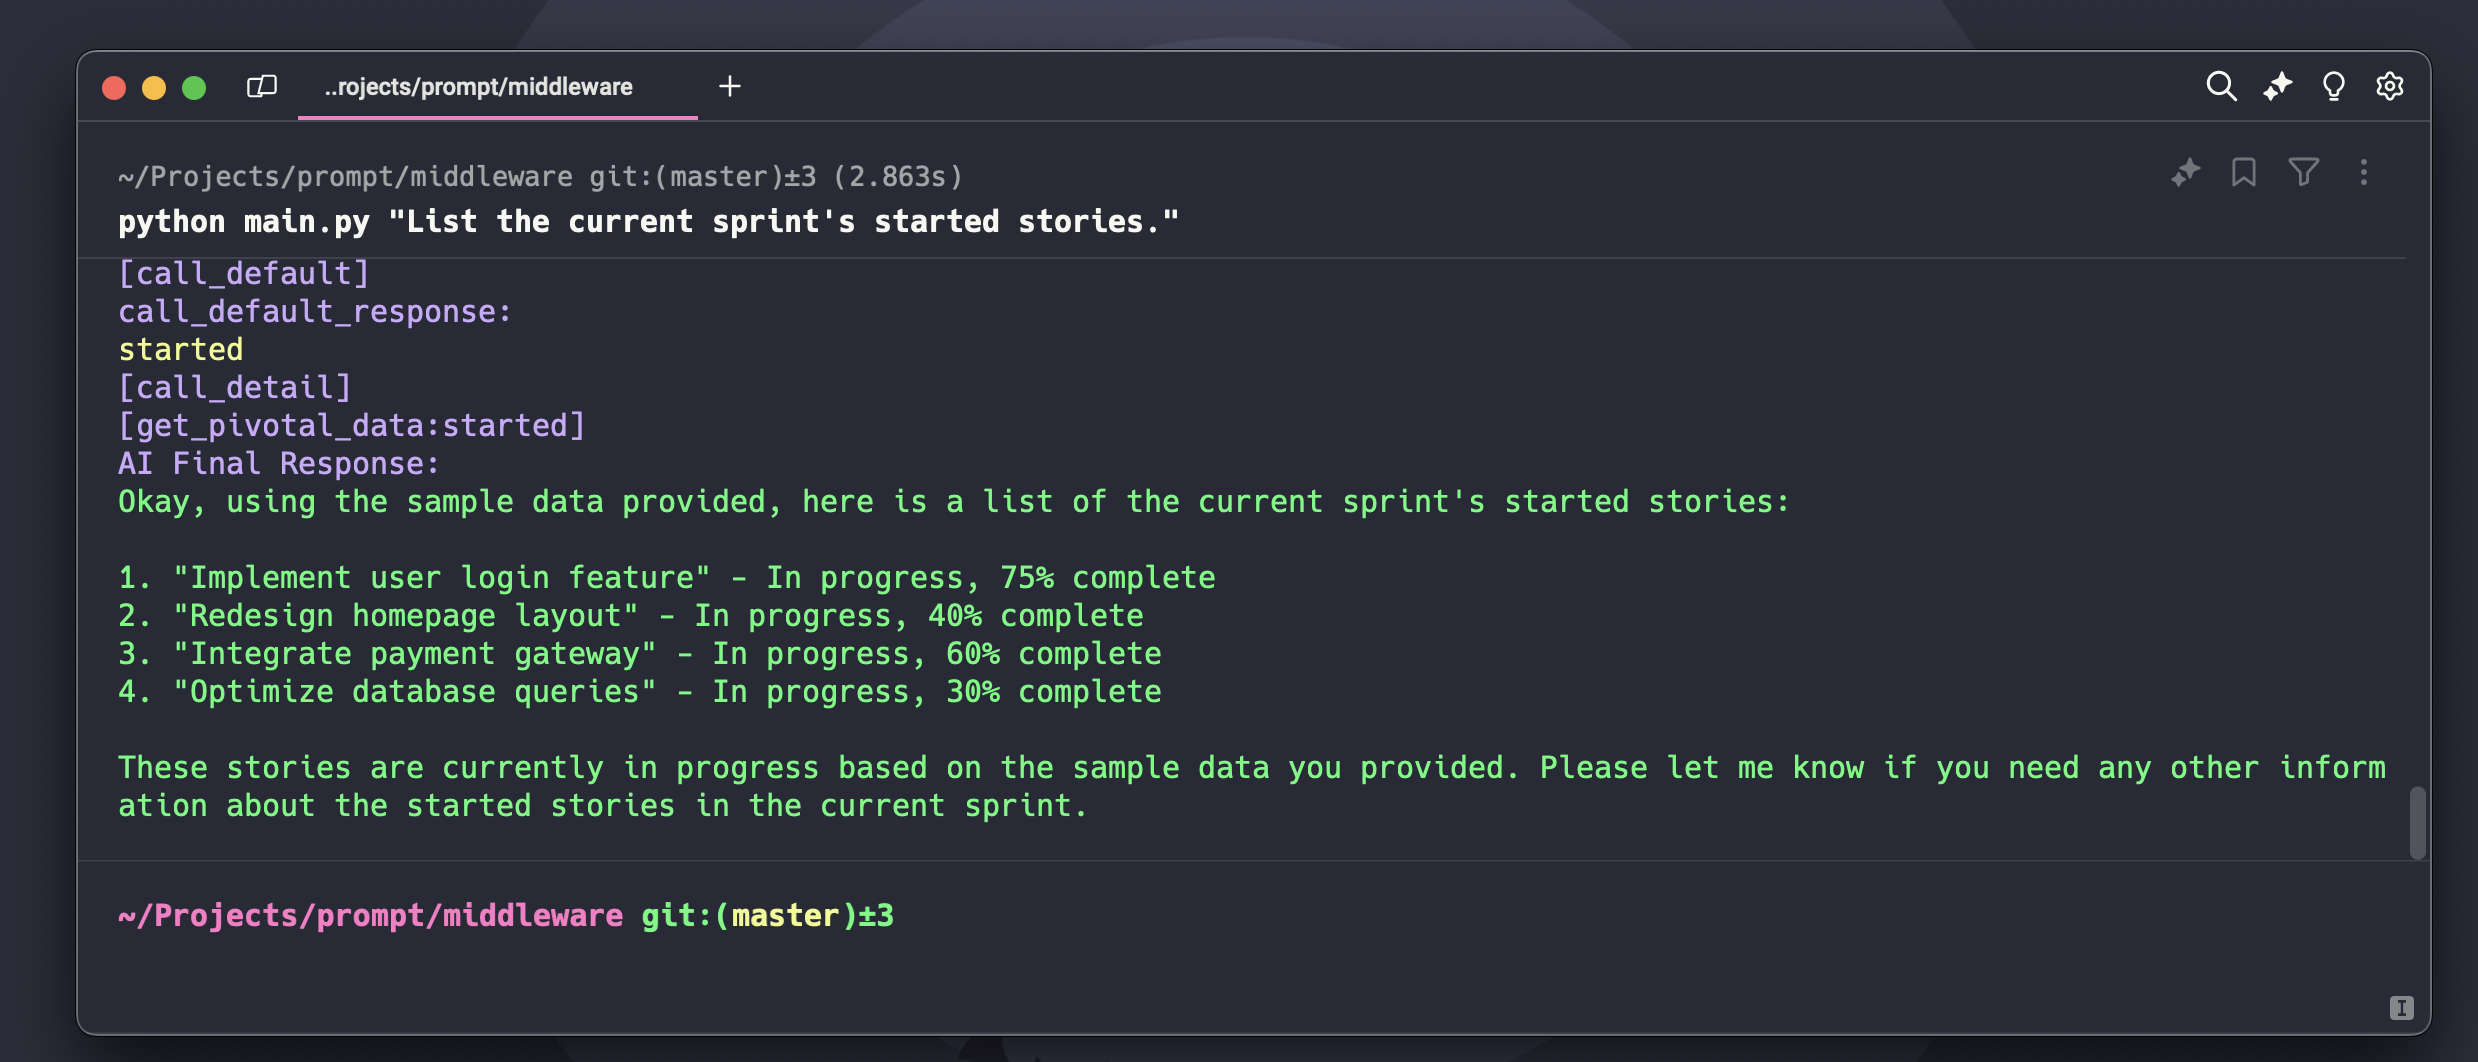 ..rojects/prompt/middleware
~/Projects/prompt/middleware git:(master)±3 (2.863s)
python main.py "List the current sprint's started stories."
[call_default]
call_default_response:
started
[call_detail]
[get_pivotal_data:started]
AI Final Response:
Okay, using the sample data provided, here is a list of the current sprint's started stories:
1. "Implement user login feature" - In progress, 75% complete
2. "Redesign homepage layout" - In progress, 40% complete
3. "Integrate payment gateway" - In progress, 60% complete
4. "Optimize database queries" - In progress, 30% complete
These stories are currently in progress based on the sample data you provided. Please let me know if you need any other inform
ation about the started stories in the current sprint.
~/Projects/prompt/middleware git:(master)±3
I